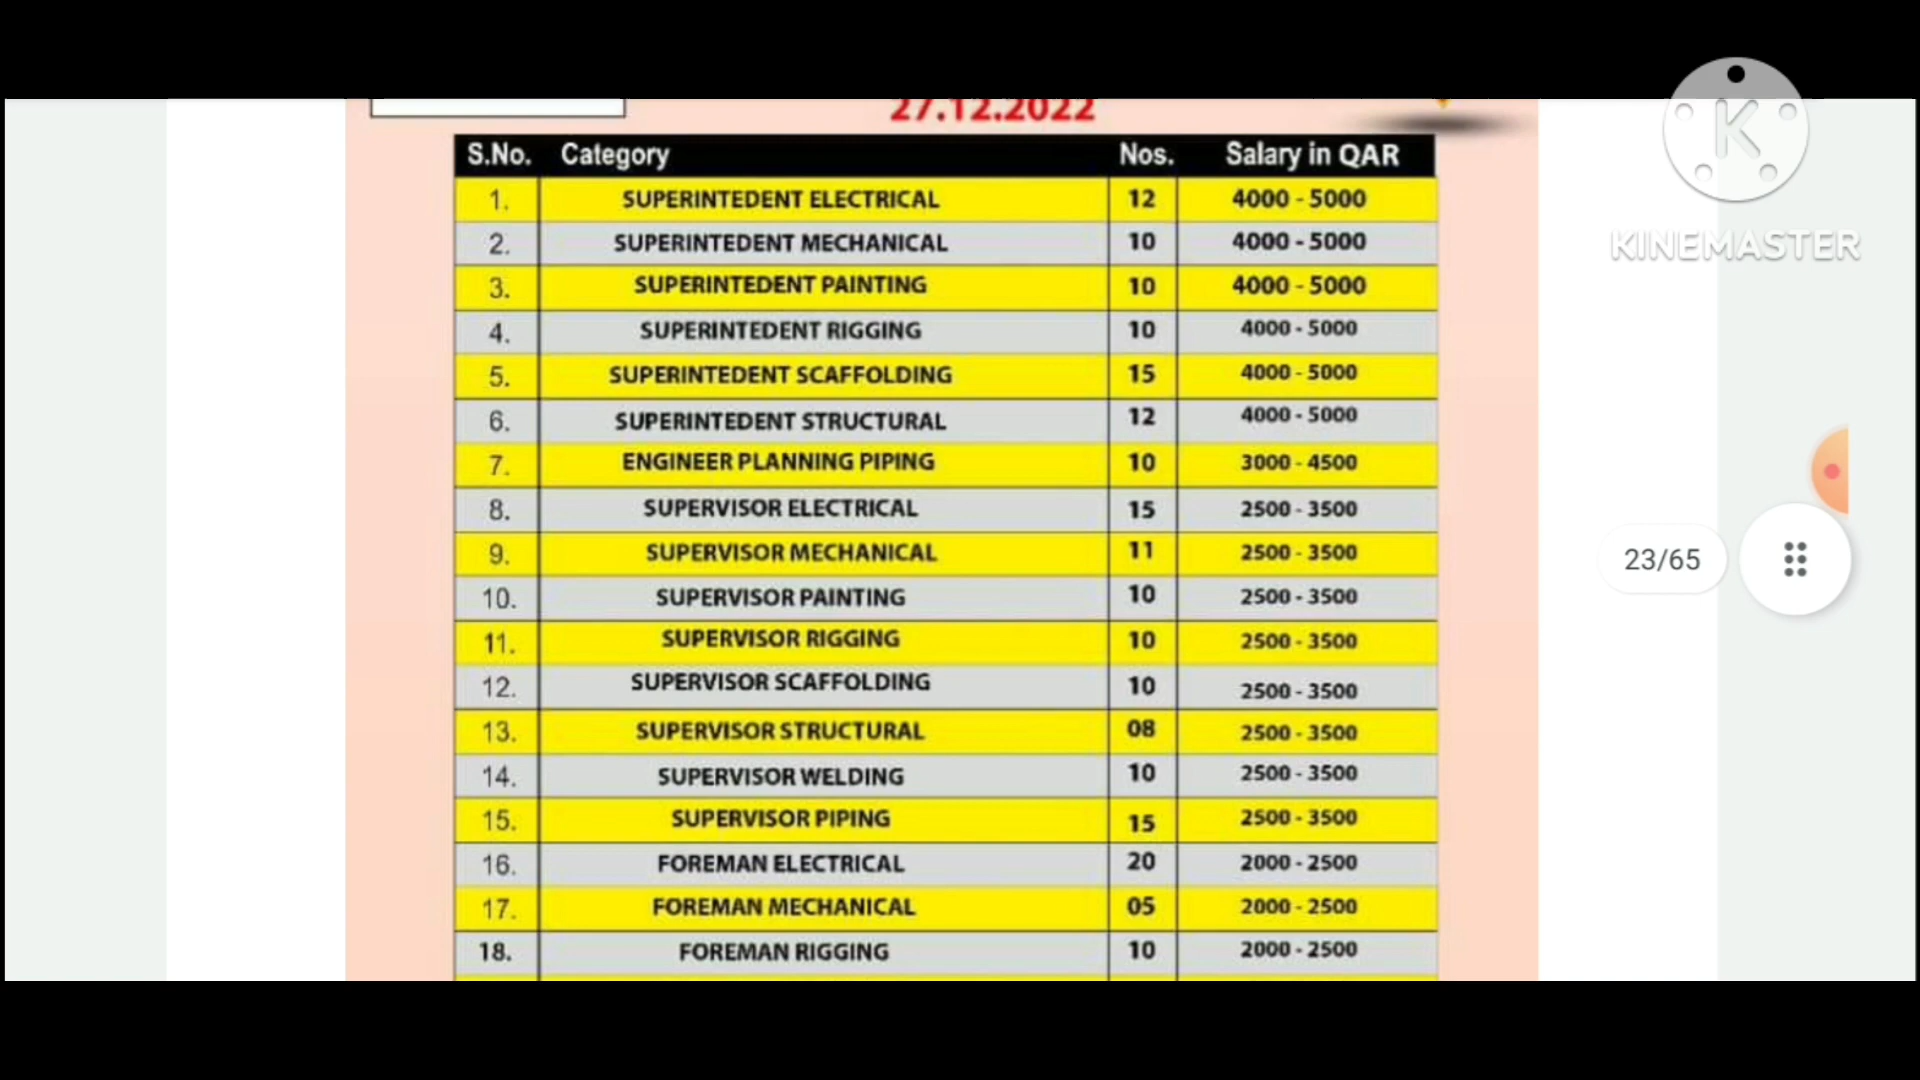 27.12.2022
S.No. Category Nos. Salary in QAR
1. SUPERINTEDENT ELECTRICAL 12 4000 - 5000
2. SUPERINTEDENT MECHANICAL 10 4000 - 5000
3. SUPERINTEDENT PAINTING 10 4000 - 5000
4. SUPERINTEDENT RIGGING 10 4000 - 5000
5. SUPERINTEDENT SCAFFOLDING 15 4000 - 5000
6. SUPERINTEDENT STRUCTURAL 12 4000 - 5000
7. ENGINEER PLANNING PIPING 10 3000 - 4500
8. SUPERVISOR ELECTRICAL 15 2500 - 3500
9. SUPERVISOR MECHANICAL 11 2500 - 3500
10. SUPERVISOR PAINTING 10 2500 - 3500
11. SUPERVISOR RIGGING 10 2500 - 3500
12. SUPERVISOR SCAFFOLDING 10 2500 - 3500
13. SUPERVISOR STRUCTURAL 08 2500 - 3500
14. SUPERVISOR WELDING 10 2500 - 3500
15. SUPERVISOR PIPING 15 2500 - 3500
16. FOREMAN ELECTRICAL 20 2000 - 2500
17. FOREMAN MECHANICAL 05 2000 - 2500
18. FOREMAN RIGGING 10 2000 - 2500
K
KINEMASTER
23/65